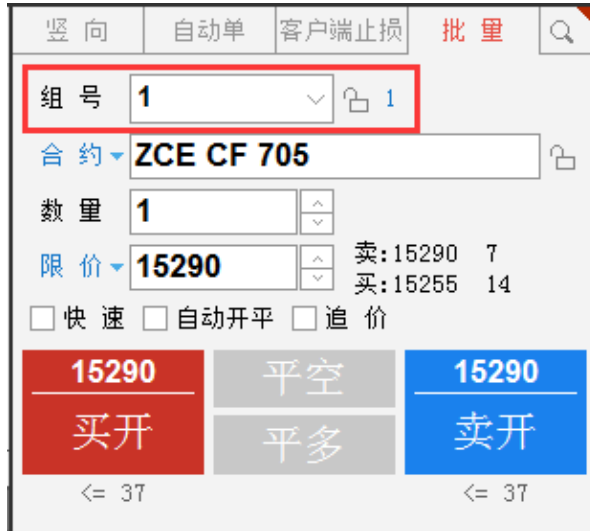 竖 向 自动单 客户端止损 批 量
组 号 1 1
合 约 ZCE CF 705
数 量 1
限 价 15290 卖:15290 7
买:15255 14
快 速 自动开平 追 价
15290 平空 15290
买开 平多 卖开
<= 37 <= 37